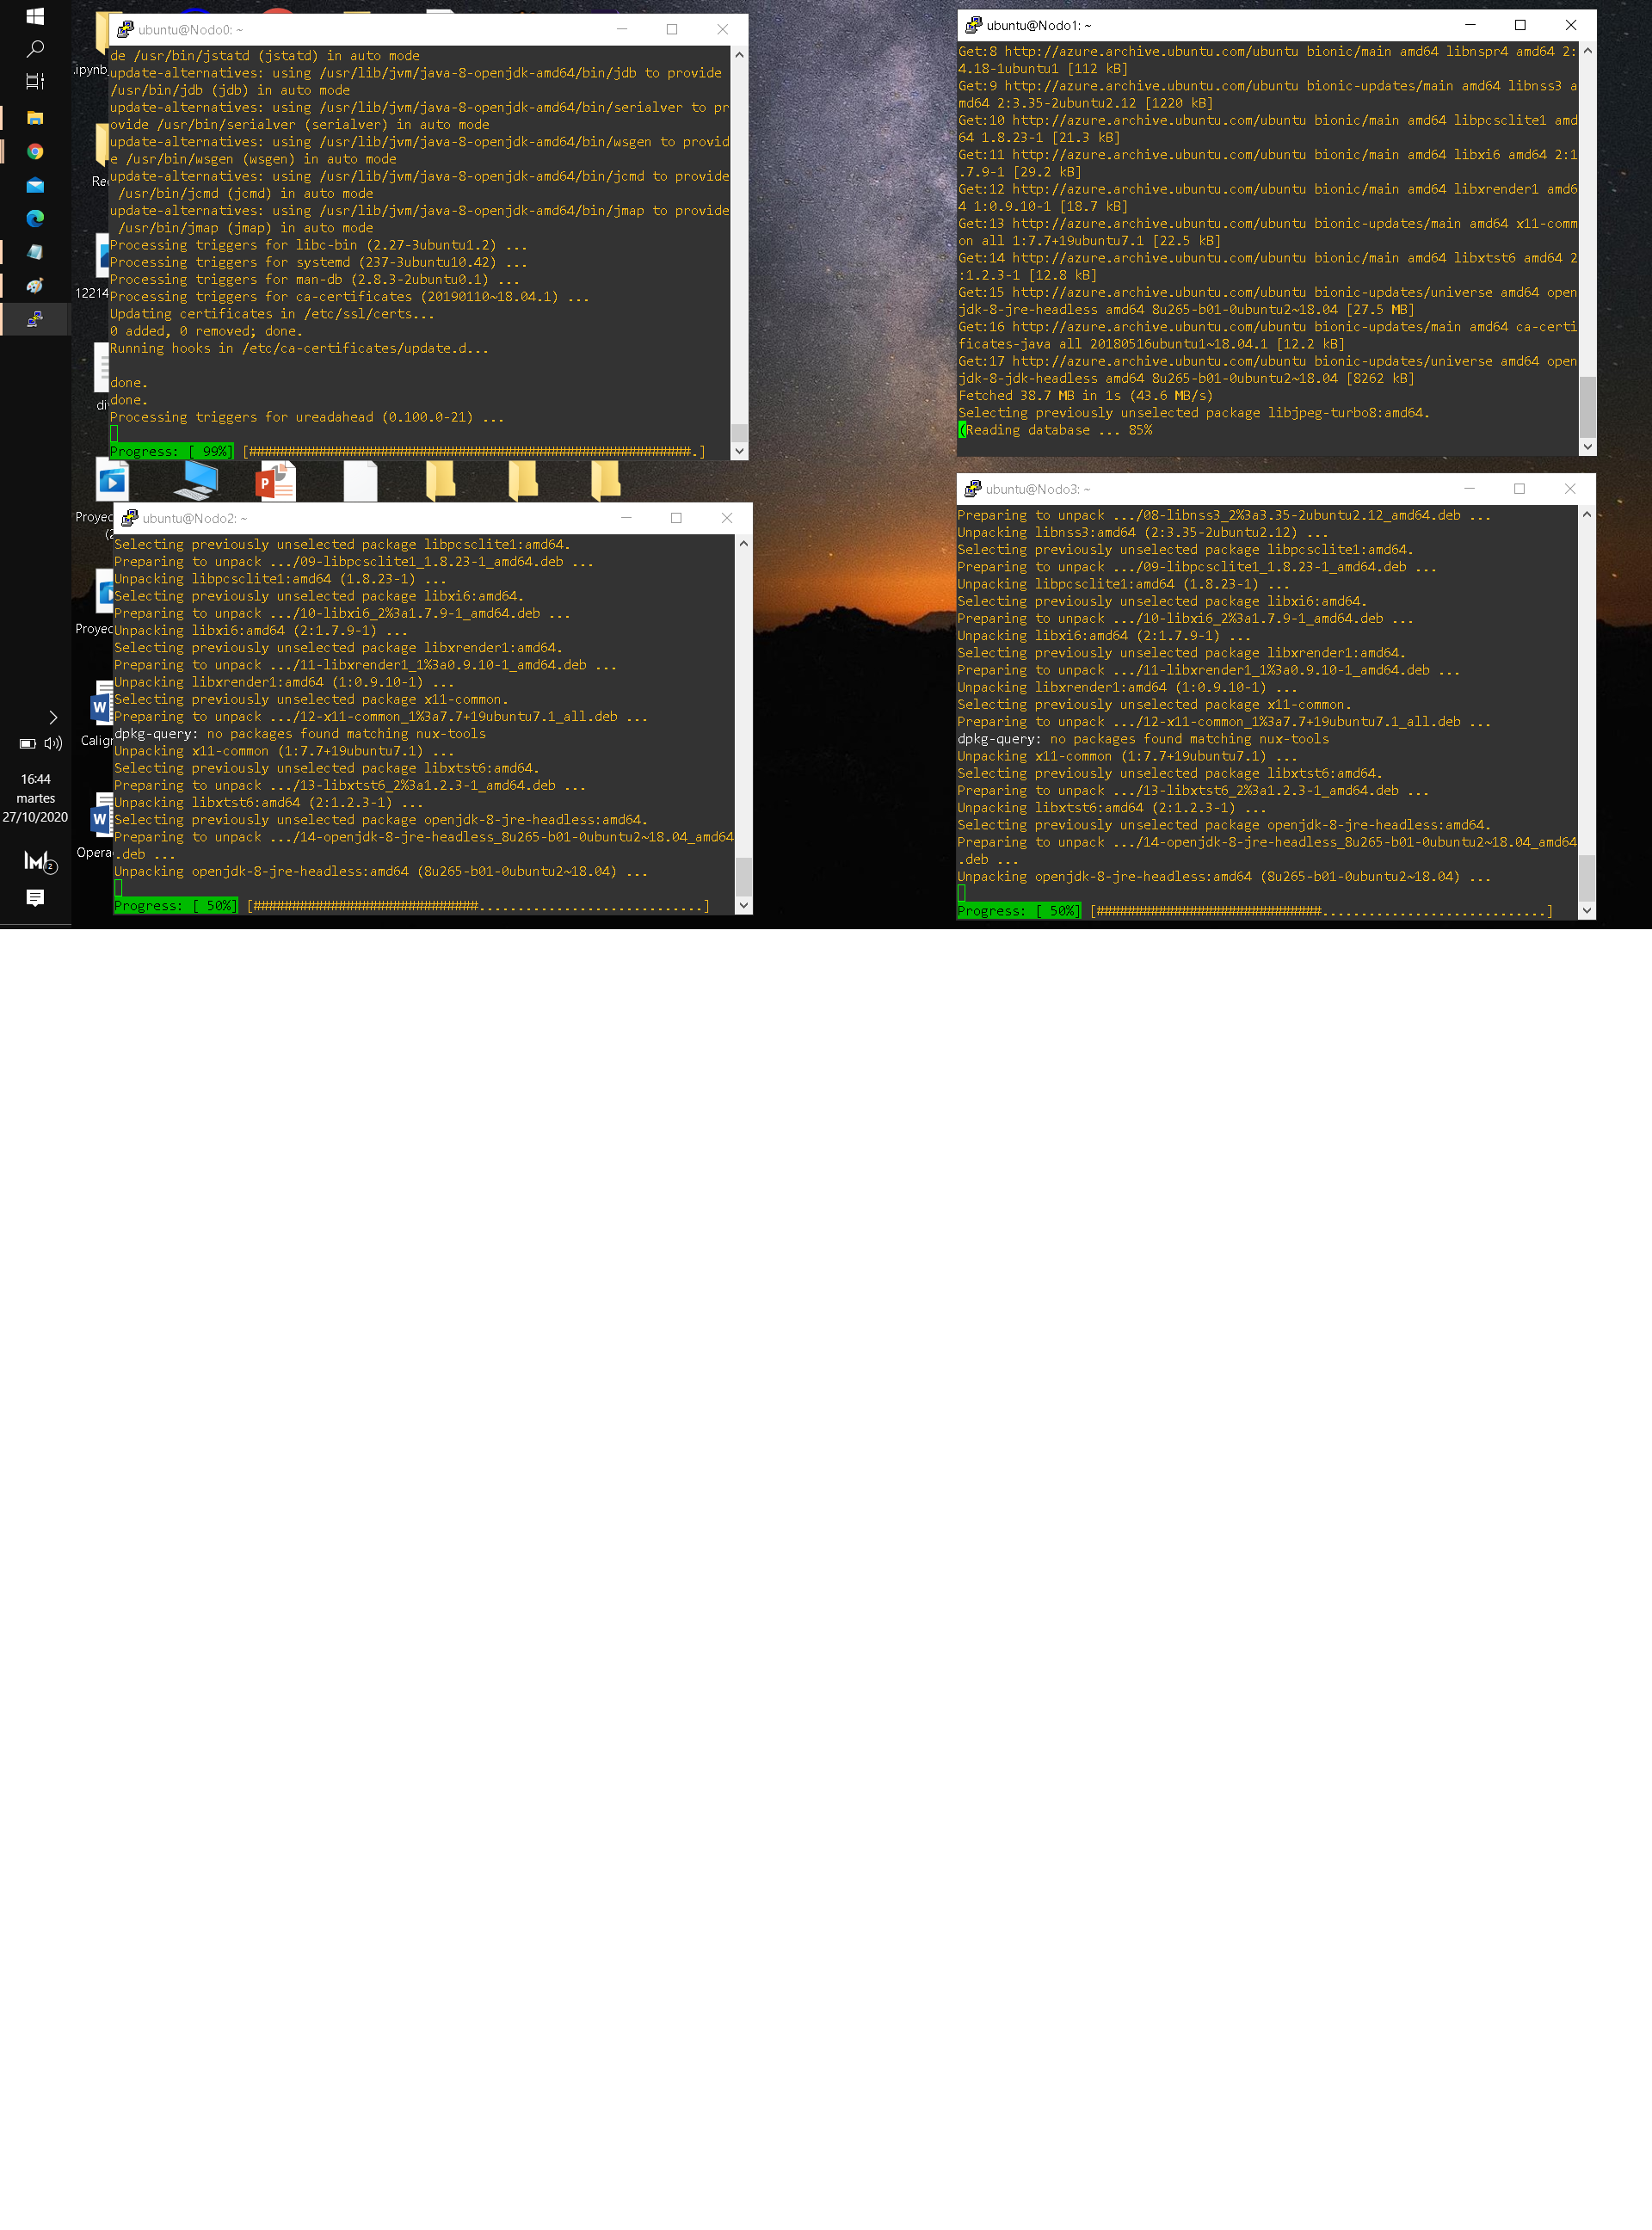 ubuntu@Nodo0: ~
de /usr/bin/jstatd (jstatd) in auto mode
update-alternatives: using /usr/lib/jvm/java-8-openjdk-amd64/bin/jdb to provide
/usr/bin/jdb (jdb) in auto mode
update-alternatives: using /usr/lib/jvm/java-8-openjdk-amd64/bin/serialver to pr
ovide /usr/bin/serialver (serialver) in auto mode
update-alternatives: using /usr/lib/jvm/java-8-openjdk-amd64/bin/wsgen to provid
e /usr/bin/wsgen (wsgen) in auto mode
update-alternatives: using /usr/lib/jvm/java-8-openjdk-amd64/bin/jcmd to provide
/usr/bin/jcmd (jcmd) in auto mode
update-alternatives: using /usr/lib/jvm/java-8-openjdk-amd64/bin/jmap to provide
/usr/bin/jmap (jmap) in auto mode
Processing triggers for libc-bin (2.27-3ubuntu1.2) ...
Processing triggers for systemd (237-3ubuntu10.42) ...
Processing triggers for man-db (2.8.3-2ubuntu0.1) ...
Processing triggers for ca-certificates (20190110~18.04.1) ...
Updating certificates in /etc/ssl/certs...
0 added, 0 removed; done.
Running hooks in /etc/ca-certificates/update.d...
done.
done.
Processing triggers for ureadahead (0.100.0-21) ...
Progress: [ 99%] [#########################################################.]
ubuntu@Nodo1: ~
Get:8 http://azure.archive.ubuntu.com/ubuntu bionic/main amd64 libnspr4 amd64 2:
4.18-1ubuntu1 [112 kB]
Get:9 http://azure.archive.ubuntu.com/ubuntu bionic-updates/main amd64 libnss3 a
md64 2:3.35-2ubuntu2.12 [1220 kB]
Get:10 http://azure.archive.ubuntu.com/ubuntu bionic/main amd64 libpcsclite1 amd
64 1.8.23-1 [21.3 kB]
Get:11 http://azure.archive.ubuntu.com/ubuntu bionic/main amd64 libxi6 amd64 2:1
.7.9-1 [29.2 kB]
Get:12 http://azure.archive.ubuntu.com/ubuntu bionic/main amd64 libxrender1 amd6
4 1:0.9.10-1 [18.7 kB]
Get:13 http://azure.archive.ubuntu.com/ubuntu bionic-updates/main amd64 x11-comm
on all 1:7.7+19ubuntu7.1 [22.5 kB]
Get:14 http://azure.archive.ubuntu.com/ubuntu bionic/main amd64 libxtst6 amd64 2
:1.2.3-1 [12.8 kB]
Get:15 http://azure.archive.ubuntu.com/ubuntu bionic-updates/universe amd64 open
jdk-8-jre-headless amd64 8u265-b01-0ubuntu2~18.04 [27.5 MB]
Get:16 http://azure.archive.ubuntu.com/ubuntu bionic-updates/main amd64 ca-certi
ficates-java all 20180516ubuntu1~18.04.1 [12.2 kB]
Get:17 http://azure.archive.ubuntu.com/ubuntu bionic-updates/universe amd64 open
jdk-8-jdk-headless amd64 8u265-b01-0ubuntu2~18.04 [8262 kB]
Fetched 38.7 MB in 1s (43.6 MB/s)
Selecting previously unselected package libjpeg-turbo8:amd64.
(Reading database ... 85%
ubuntu@Nodo2: ~
Selecting previously unselected package libpcsclite1:amd64.
Preparing to unpack .../09-libpcsclite1_1.8.23-1_amd64.deb ...
Unpacking libpcsclite1:amd64 (1.8.23-1) ...
Selecting previously unselected package libxi6:amd64.
Preparing to unpack .../10-libxi6_2%3a1.7.9-1_amd64.deb ...
Unpacking libxi6:amd64 (2:1.7.9-1) ...
Selecting previously unselected package libxrender1:amd64.
Preparing to unpack .../11-libxrender1_1%3a0.9.10-1_amd64.deb ...
Unpacking libxrender1:amd64 (1:0.9.10-1) ...
Selecting previously unselected package x11-common.
Preparing to unpack .../12-x11-common_1%3a7.7+19ubuntu7.1_all.deb ...
dpkg-query: no packages found matching nux-tools
Unpacking x11-common (1:7.7+19ubuntu7.1) ...
Selecting previously unselected package libxtst6:amd64.
Preparing to unpack .../13-libxtst6_2%3a1.2.3-1_amd64.deb ...
Unpacking libxtst6:amd64 (2:1.2.3-1) ...
Selecting previously unselected package openjdk-8-jre-headless:amd64.
Preparing to unpack .../14-openjdk-8-jre-headless_8u265-b01-0ubuntu2~18.04_amd64
.deb ...
Unpacking openjdk-8-jre-headless:amd64 (8u265-b01-0ubuntu2~18.04) ...
Progress: [ 50%] [#############################.............................]
ubuntu@Nodo3: ~
Preparing to unpack .../08-libnss3_2%3a3.35-2ubuntu2.12_amd64.deb ...
Unpacking libnss3:amd64 (2:3.35-2ubuntu2.12) ...
Selecting previously unselected package libpcsclite1:amd64.
Preparing to unpack .../09-libpcsclite1_1.8.23-1_amd64.deb ...
Unpacking libpcsclite1:amd64 (1.8.23-1) ...
Selecting previously unselected package libxi6:amd64.
Preparing to unpack .../10-libxi6_2%3a1.7.9-1_amd64.deb ...
Unpacking libxi6:amd64 (2:1.7.9-1) ...
Selecting previously unselected package libxrender1:amd64.
Preparing to unpack .../11-libxrender1_1%3a0.9.10-1_amd64.deb ...
Unpacking libxrender1:amd64 (1:0.9.10-1) ...
Selecting previously unselected package x11-common.
Preparing to unpack .../12-x11-common_1%3a7.7+19ubuntu7.1_all.deb ...
dpkg-query: no packages found matching nux-tools
Unpacking x11-common (1:7.7+19ubuntu7.1) ...
Selecting previously unselected package libxtst6:amd64.
Preparing to unpack .../13-libxtst6_2%3a1.2.3-1_amd64.deb ...
Unpacking libxtst6:amd64 (2:1.2.3-1) ...
Selecting previously unselected package openjdk-8-jre-headless:amd64.
Preparing to unpack .../14-openjdk-8-jre-headless_8u265-b01-0ubuntu2~18.04_amd64
.deb ...
Unpacking openjdk-8-jre-headless:amd64 (8u265-b01-0ubuntu2~18.04) ...
Progress: [ 50%] [#############################.............................]
.ipynb
12214
Proyec
Proyec
Calig
Opera
16:44
martes
27/10/2020
2